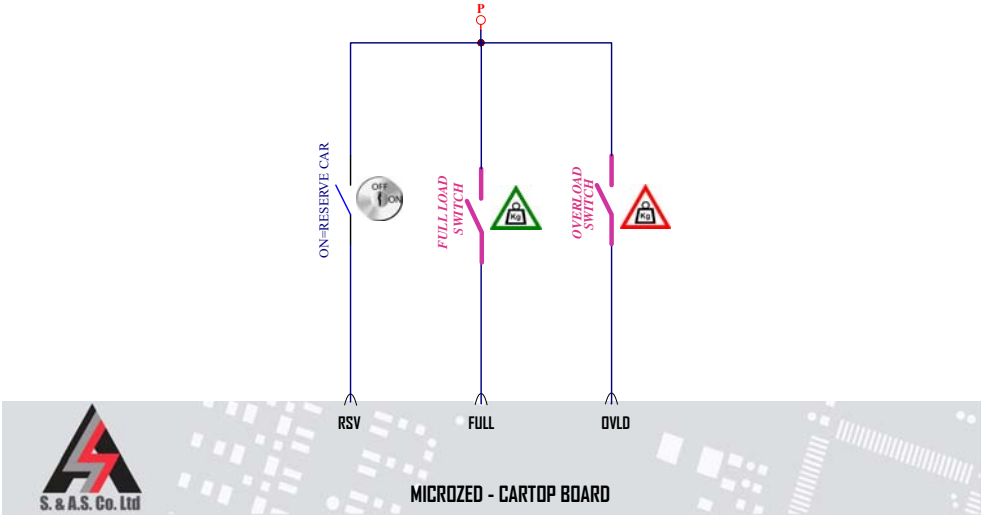 P
ON=RESERVE CAR
OFF
ON
FULL LOAD
SWITCH
Kg
OVERLOAD
SWITCH
Kg
RSV
FULL
OVLD
S. & A.S. Co. Ltd
MICROZED - CARTOP BOARD